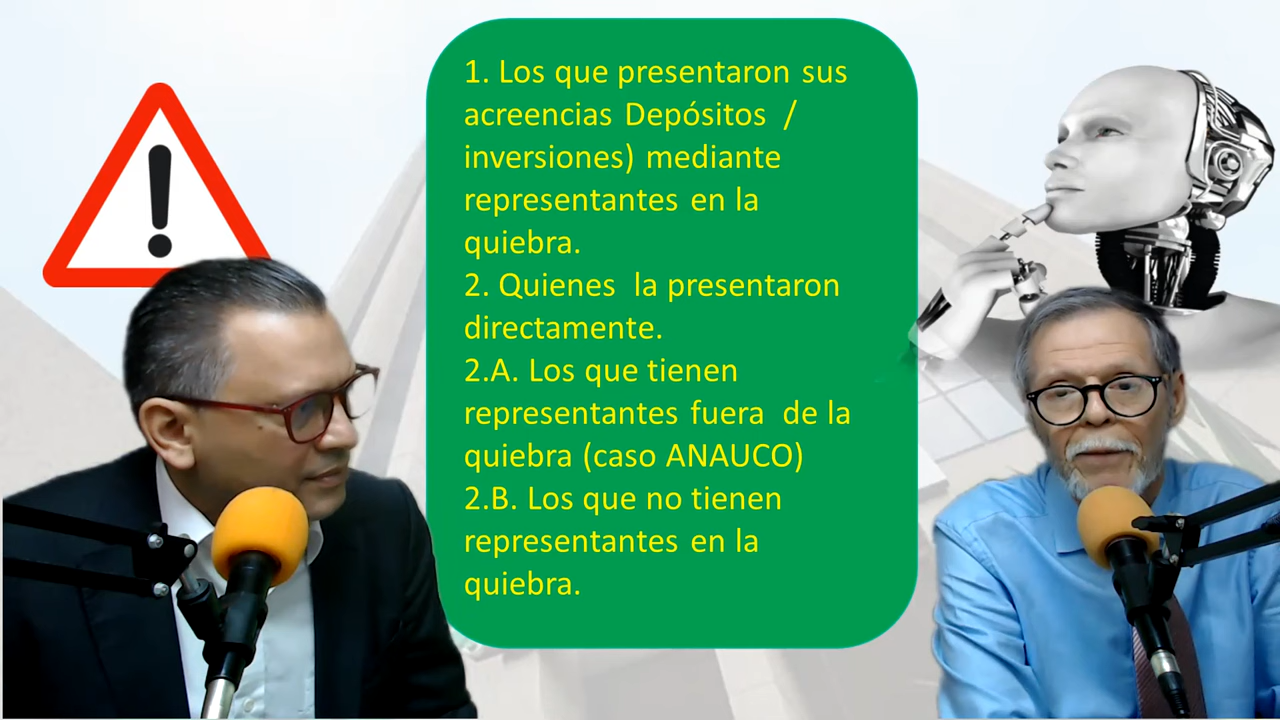 1. Los que presentaron sus
acreencias Depósitos /
inversiones) mediante
representantes en la
quiebra.
2. Quienes la presentaron
directamente.
2.A. Los que tienen
representantes fuera de la
quiebra (caso ANAUCO)
2.B. Los que no tienen
representantes en la
quiebra.